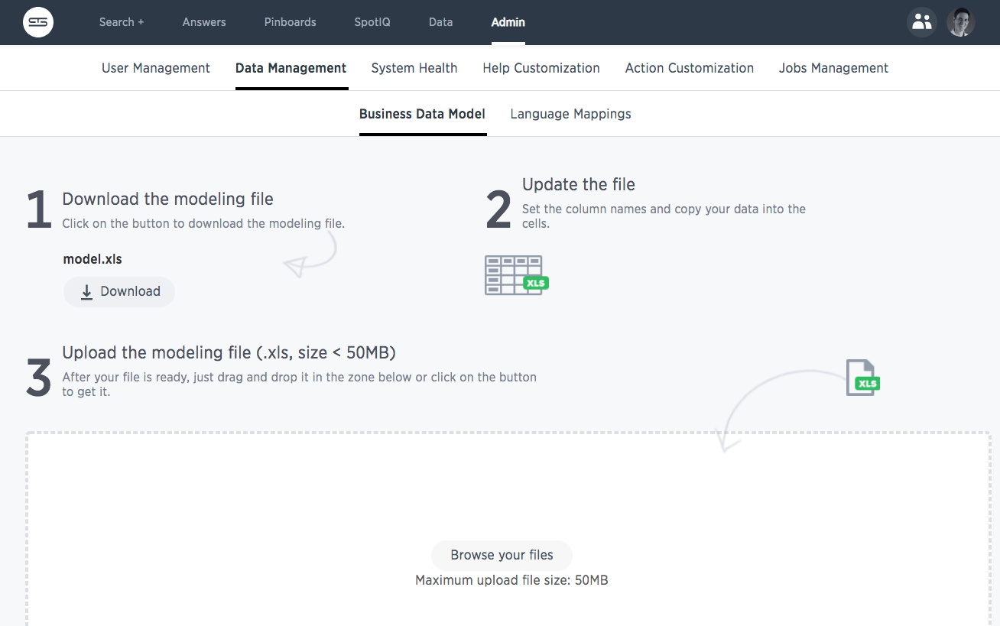 Search + Answers Pinboards SpotIQ Data Admin
User Management Data Management System Health Help Customization Action Customization Jobs Management
Business Data Model Language Mappings
1
Download the modeling file
Click on the button to download the modeling file.
model.xls
Download
2
Update the file
Set the column names and copy your data into the
cells.
XLS
3
Upload the modeling file (.xls, size < 50MB)
After your file is ready, just drag and drop it in the zone below or click on the button
to get it.
XLS
Browse your files
Maximum upload file size: 50MB